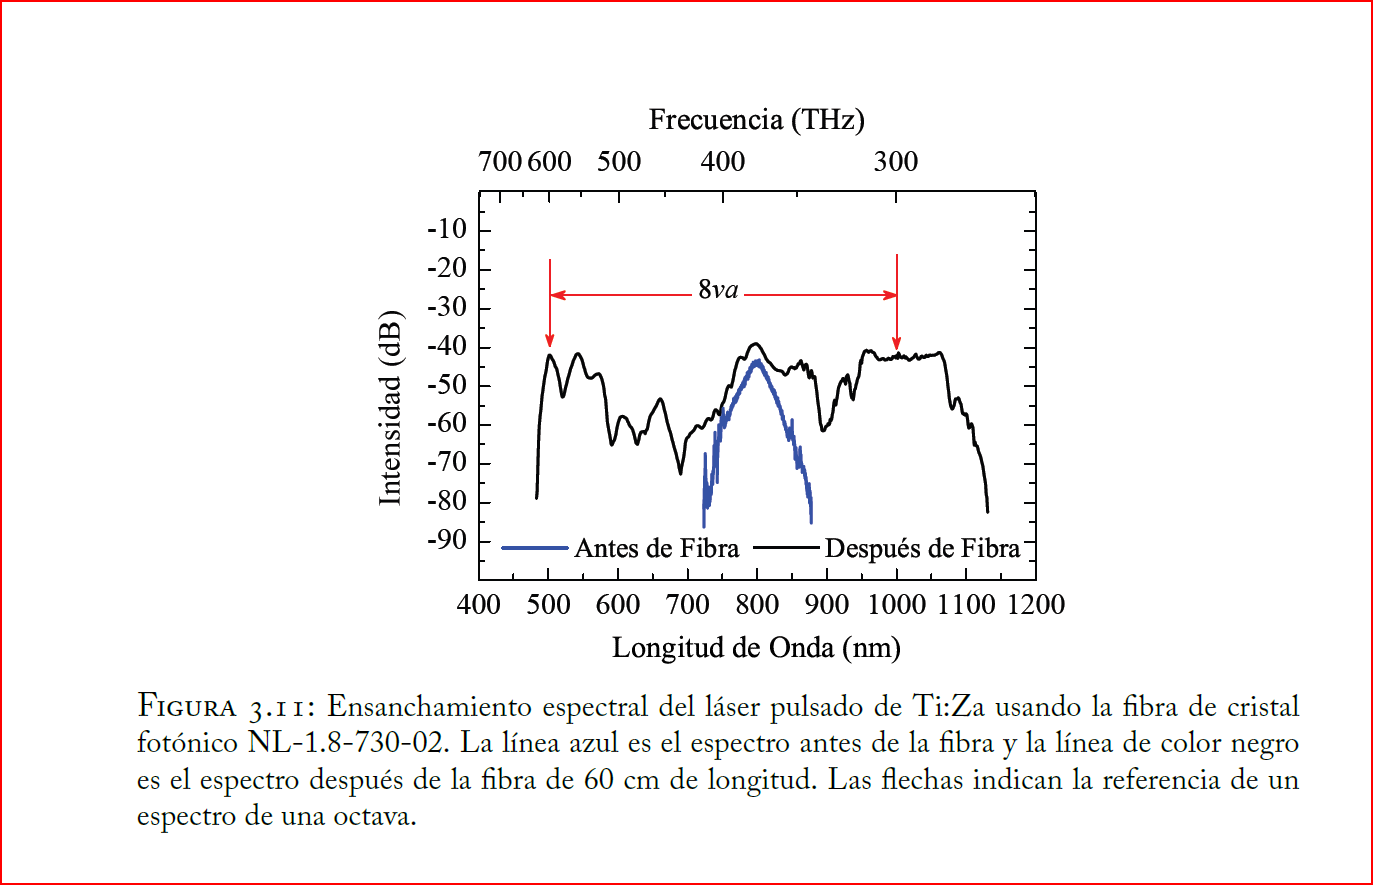 Frecuencia (THz)
700 600 500 400 300
-10
-20
-30
-40
-50
-60
-70
-80
-90
Intensidad (dB)
8va
Antes de Fibra Después de Fibra
400 500 600 700 800 900 1000 1100 1200
Longitud de Onda (nm)
Figura 3.11: Ensanchamiento espectral del láser pulsado de Ti:Za usando la fibra de cristal
fotónico NL-1.8-730-02. La línea azul es el espectro antes de la fibra y la línea de color negro
es el espectro después de la fibra de 60 cm de longitud. Las flechas indican la referencia de un
espectro de una octava.